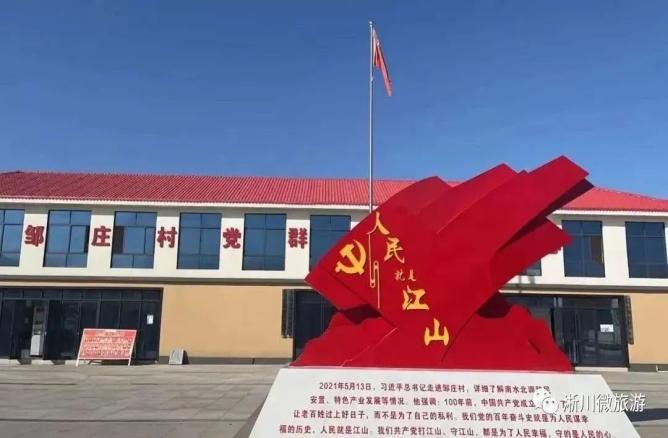 邹庄村党群
人民
就是
江山
2021年5月13日，习近平总书记走进邹庄村，详细了解南水北调
安置、特色产业发展等情况。他强调：100年前，中国共产党成立
让老百姓过上好日子，而不是为了自己的私利。我们党的百年奋斗史就是为人民谋幸
福的历史，人民就是江山。我们共产党打江山、守江山，都是为了人民幸福，守的是人民的心。
淅川微旅游